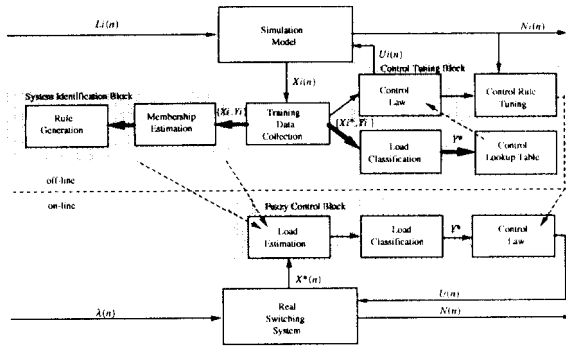 Li(n)
Simulation
Model
Ni(n)
Ui(n)
Xi(n)
Control Tuning Block
System Identification Block
Rule
Generation
Membership
Estimation
{Xi,Yi}
Training
Data
Collection
Control
Law
Control Rule
Tuning
{Xi*,Yi}
Load
Classification
Y*
Control
Lookup Table
off-line
on-line
Fuzzy Control Block
Load
Estimation
Load
Classification
Y*
Control
Law
X*(n)
U(n)
λ(n)
Real
Switching
System
N(n)